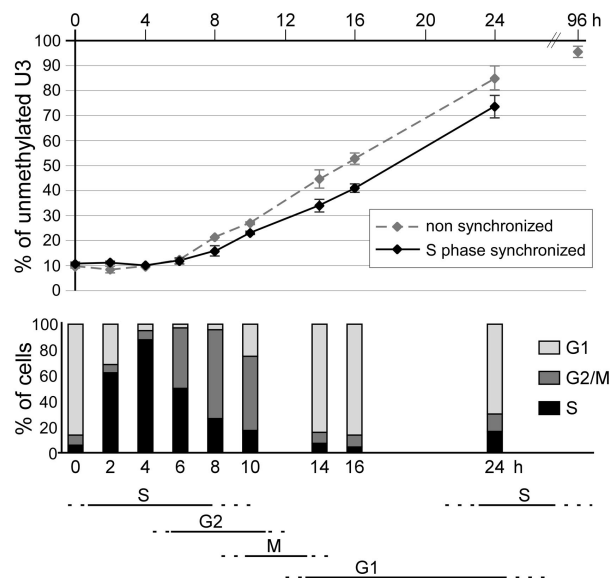 0 4 8 12 16 20 24 96 h
% of unmethylated U3
100
90
80
70
60
50
40
30
20
10
0
non synchronized
S phase synchronized
% of cells
100
80
60
40
20
0
G1
G2/M
S
0 2 4 6 8 10 14 16 24 h
S S
G2
M
G1